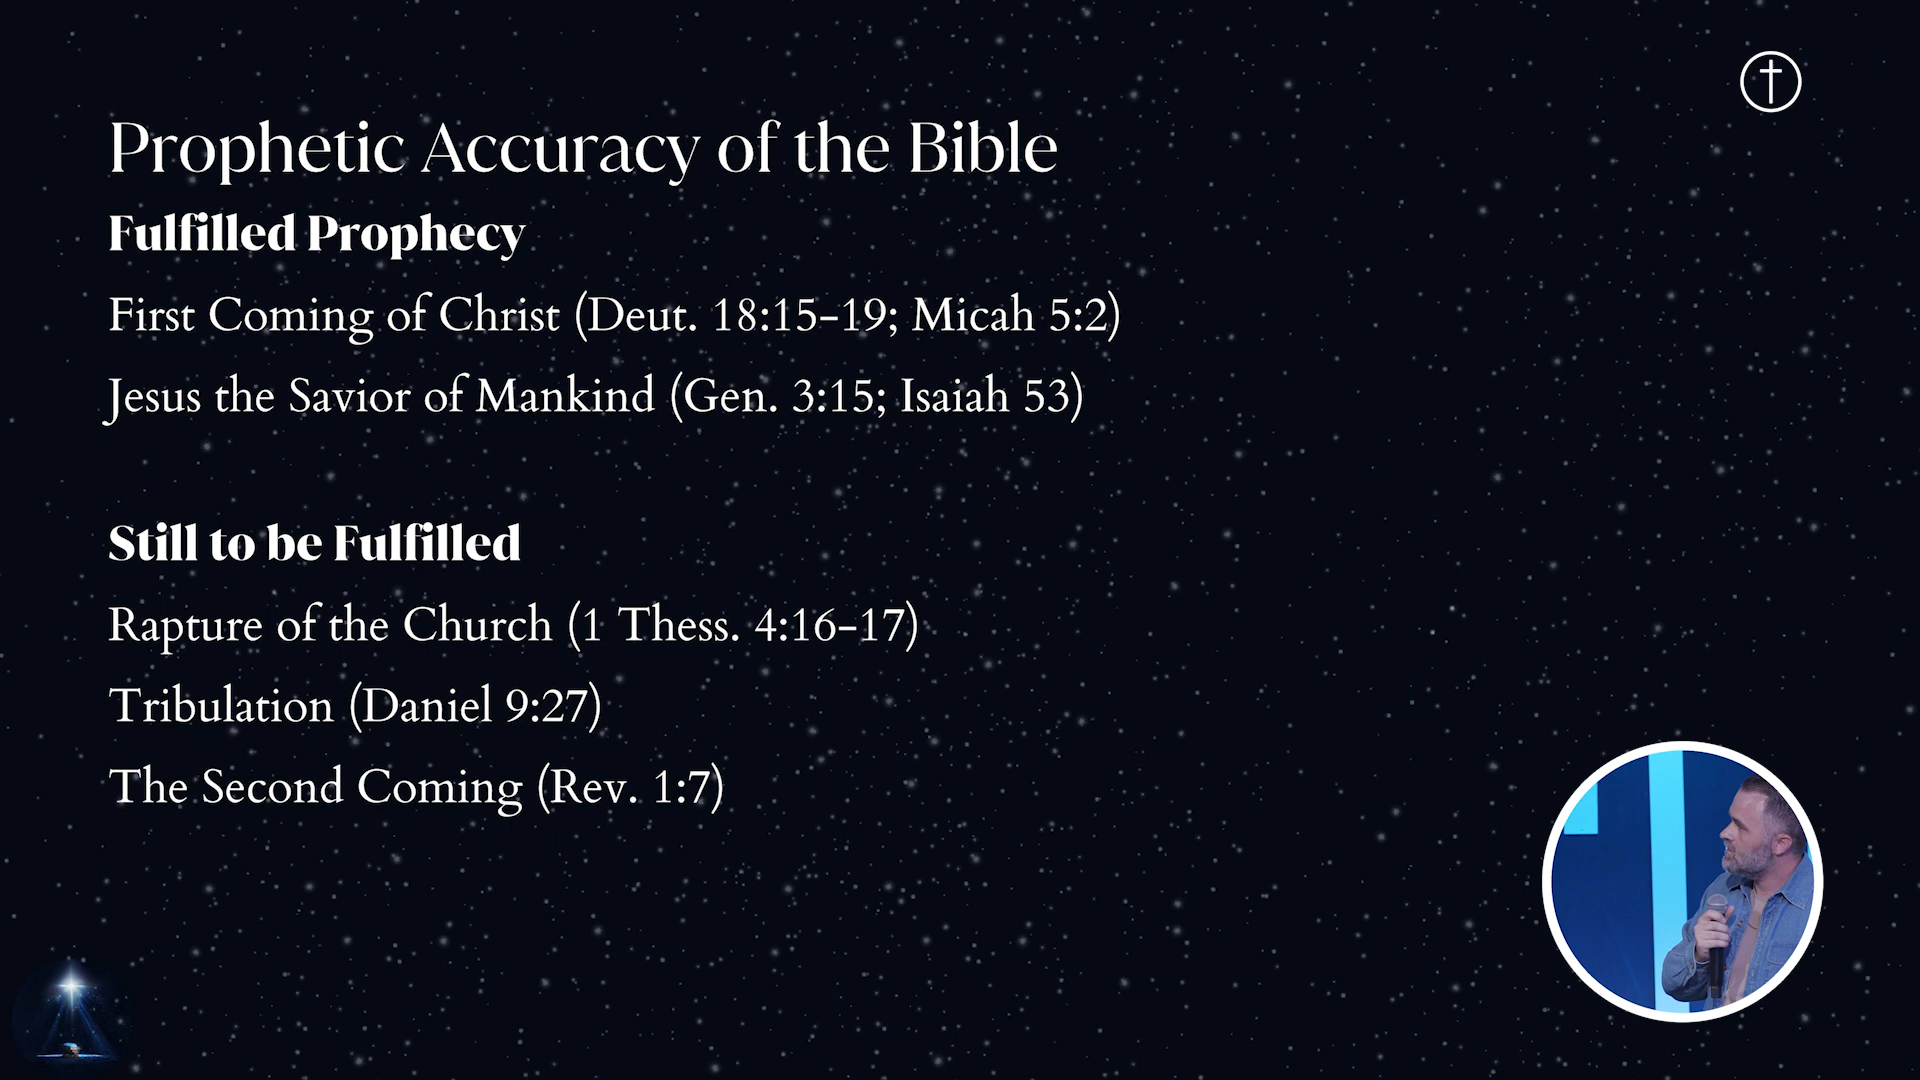 Prophetic Accuracy of the Bible
Fulfilled Prophecy
First Coming of Christ (Deut. 18:15-19; Micah 5:2)
Jesus the Savior of Mankind (Gen. 3:15; Isaiah 53)
Still to be Fulfilled
Rapture of the Church (1 Thess. 4:16-17)
Tribulation (Daniel 9:27)
The Second Coming (Rev. 1:7)